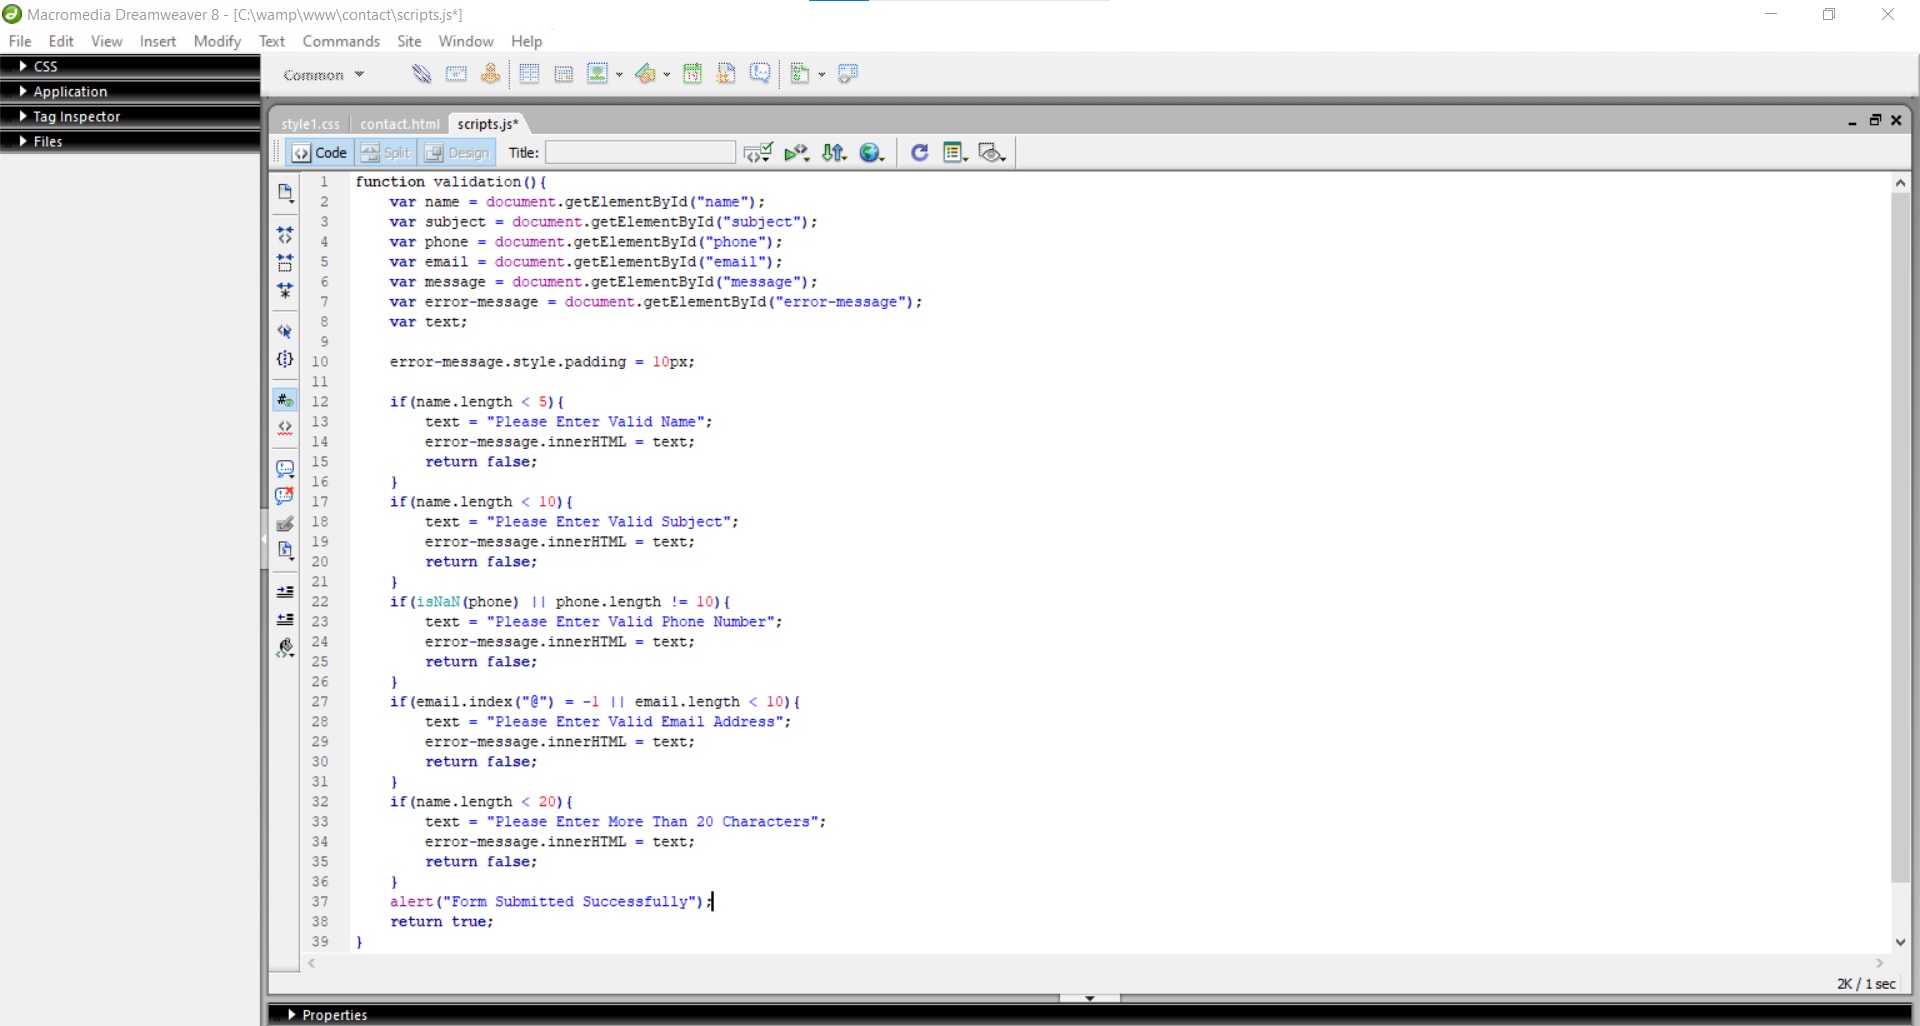 Macromedia Dreamweaver 8 - [C:\wamp\www\contact\scripts.js*]
File Edit View Insert Modify Text Commands Site Window Help
CSS
Application
Tag Inspector
Files
Common
style1.css contact.html scripts.js*
Code Split Design Title:
1 function validation(){
2 var name = document.getElementById("name");
3 var subject = document.getElementById("subject");
4 var phone = document.getElementById("phone");
5 var email = document.getElementById("email");
6 var message = document.getElementById("message");
7 var error-message = document.getElementById("error-message");
8 var text;
9
10 error-message.style.padding = 10px;
11
12 if(name.length < 5){
13 text = "Please Enter Valid Name";
14 error-message.innerHTML = text;
15 return false;
16 }
17 if(name.length < 10){
18 text = "Please Enter Valid Subject";
19 error-message.innerHTML = text;
20 return false;
21 }
22 if(isNaN(phone) || phone.length != 10){
23 text = "Please Enter Valid Phone Number";
24 error-message.innerHTML = text;
25 return false;
26 }
27 if(email.index("@") = -1 || email.length < 10){
28 text = "Please Enter Valid Email Address";
29 error-message.innerHTML = text;
30 return false;
31 }
32 if(name.length < 20){
33 text = "Please Enter More Than 20 Characters";
34 error-message.innerHTML = text;
35 return false;
36 }
37 alert("Form Submitted Successfully");
38 return true;
39 }
2K / 1 sec
Properties